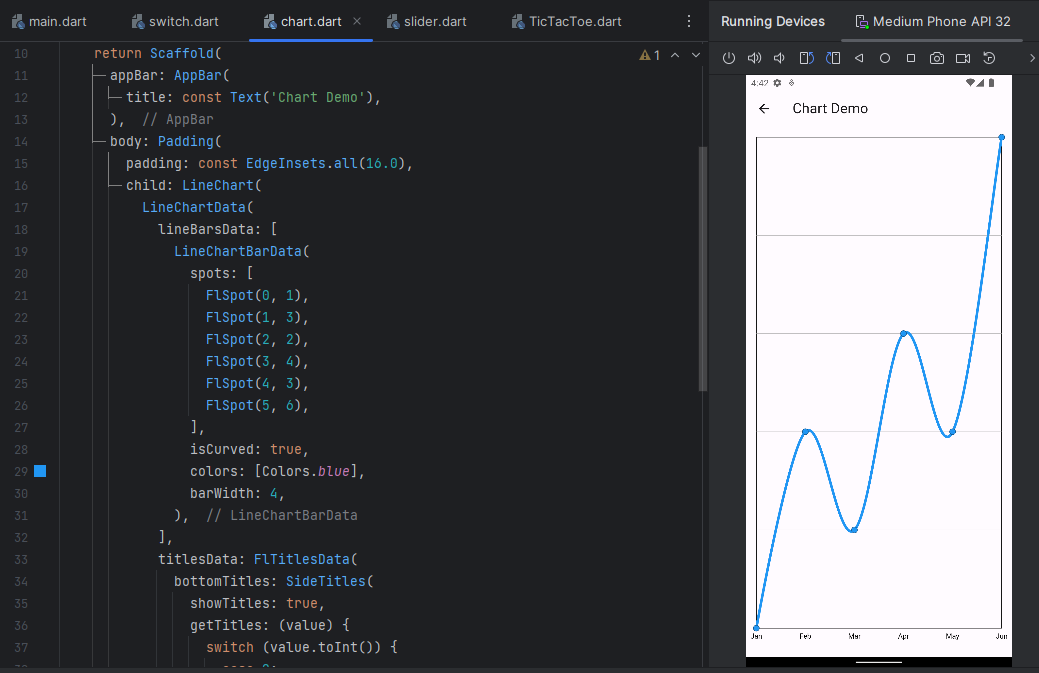 main.dart switch.dart chart.dart slider.dart TicTacToe.dart Running Devices Medium Phone API 32
10 return Scaffold( 1
11 appBar: AppBar(
12 title: const Text('Chart Demo'),
13 ), // AppBar
14 body: Padding(
15 padding: const EdgeInsets.all(16.0),
16 child: LineChart(
17 LineChartData(
18 lineBarsData: [
19 LineChartBarData(
20 spots: [
21 FlSpot(0, 1),
22 FlSpot(1, 3),
23 FlSpot(2, 2),
24 FlSpot(3, 4),
25 FlSpot(4, 3),
26 FlSpot(5, 6),
27 ],
28 isCurved: true,
29 colors: [Colors.blue],
30 barWidth: 4,
31 ), // LineChartBarData
32 ],
33 titlesData: FlTitlesData(
34 bottomTitles: SideTitles(
35 showTitles: true,
36 getTitles: (value) {
37 switch (value.toInt()) {
4:42
Chart Demo
Jan Feb Mar Apr May Jun